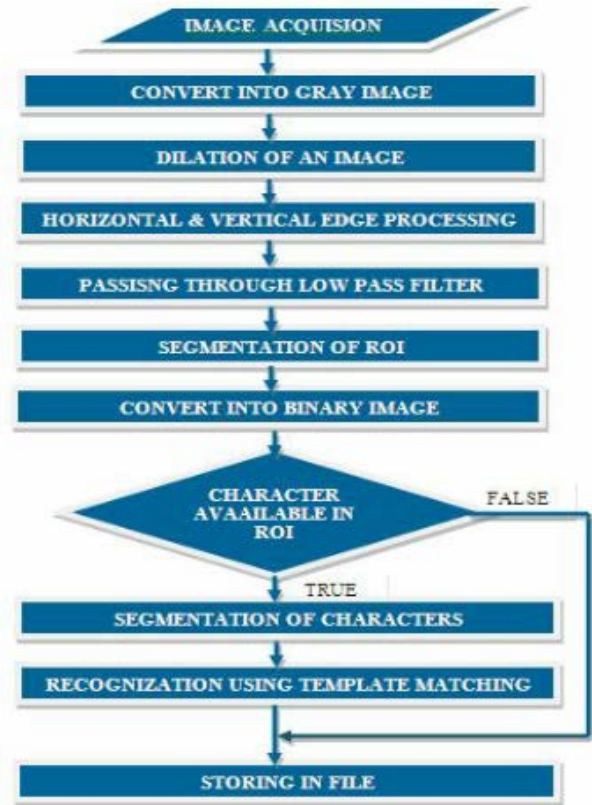 IMAGE ACQUISION
CONVERT INTO GRAY IMAGE
DILATION OF AN IMAGE
HORIZONTAL & VERTICAL EDGE PROCESSING
PASSISNG THROUGH LOW PASS FILTER
SEGMENTATION OF ROI
CONVERT INTO BINARY IMAGE
CHARACTER
AVAAILABLE IN
ROI
FALSE
TRUE
SEGMENTATION OF CHARACTERS
RECOGNIZATION USING TEMPLATE MATCHING
STORING IN FILE